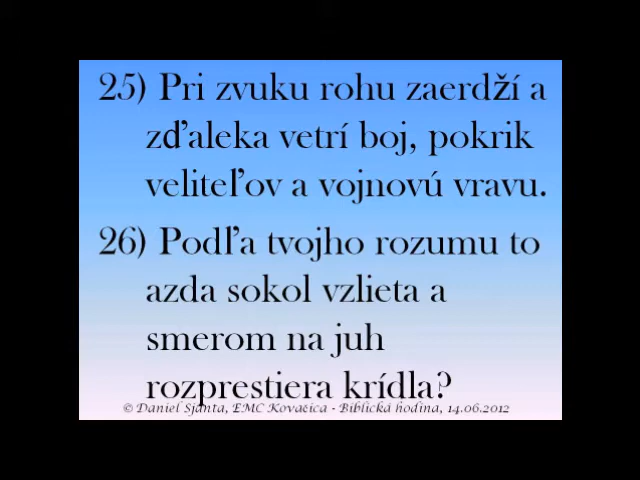 25) Pri zvuku rohu zaerdží a
zďaleka vetrí boj, pokrik
veliteľov a vojnovú vravu.
26) Podľa tvojho rozumu to
azda sokol vzlieta a
smerom na juh
rozprestiera krídla?
© Daniel Sjanta, EMC Kovačica - Biblická hodina, 14.06.2012